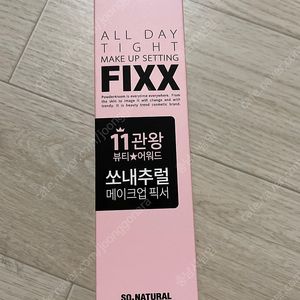 ALL DAY
TIGHT
MAKE UP SETTING
FIXX
Powderroom is everytime everywhere. From
the skin to image it will change and with
trendy. It is beauty trend cosmetic brand.
11관왕
뷰티★어워드
쏘내추럴
메이크업 픽서
SO NATURAL